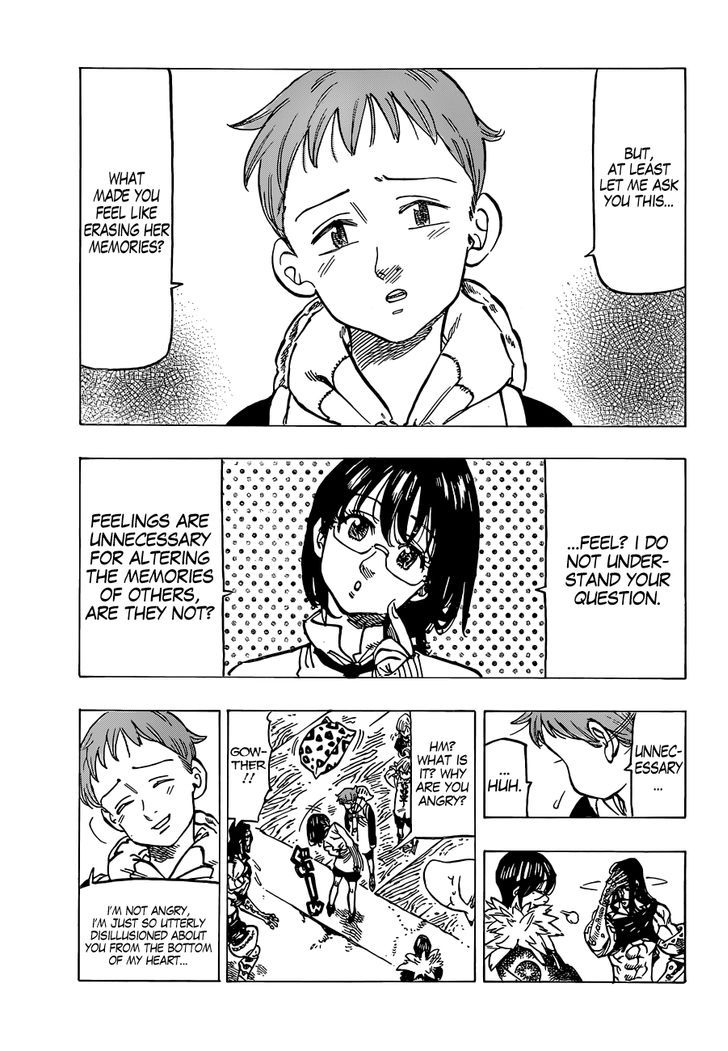 BUT,
AT LEAST
LET ME ASK
YOU THIS...
WHAT
MADE YOU
FEEL LIKE
ERASING HER
MEMORIES?
...FEEL? I DO
NOT UNDER-
STAND YOUR
QUESTION.
FEELINGS ARE
UNNECESSARY
FOR ALTERING
THE MEMORIES
OF OTHERS,
ARE THEY NOT?
UNNEC-
ESSARY
...
...
HUH.
HM?
WHAT IS
IT? WHY
ARE YOU
ANGRY?
GOW-
THER
!!
I'M NOT ANGRY,
I'M JUST SO UTTERLY
DISILLUSIONED ABOUT
YOU FROM THE BOTTOM
OF MY HEART...